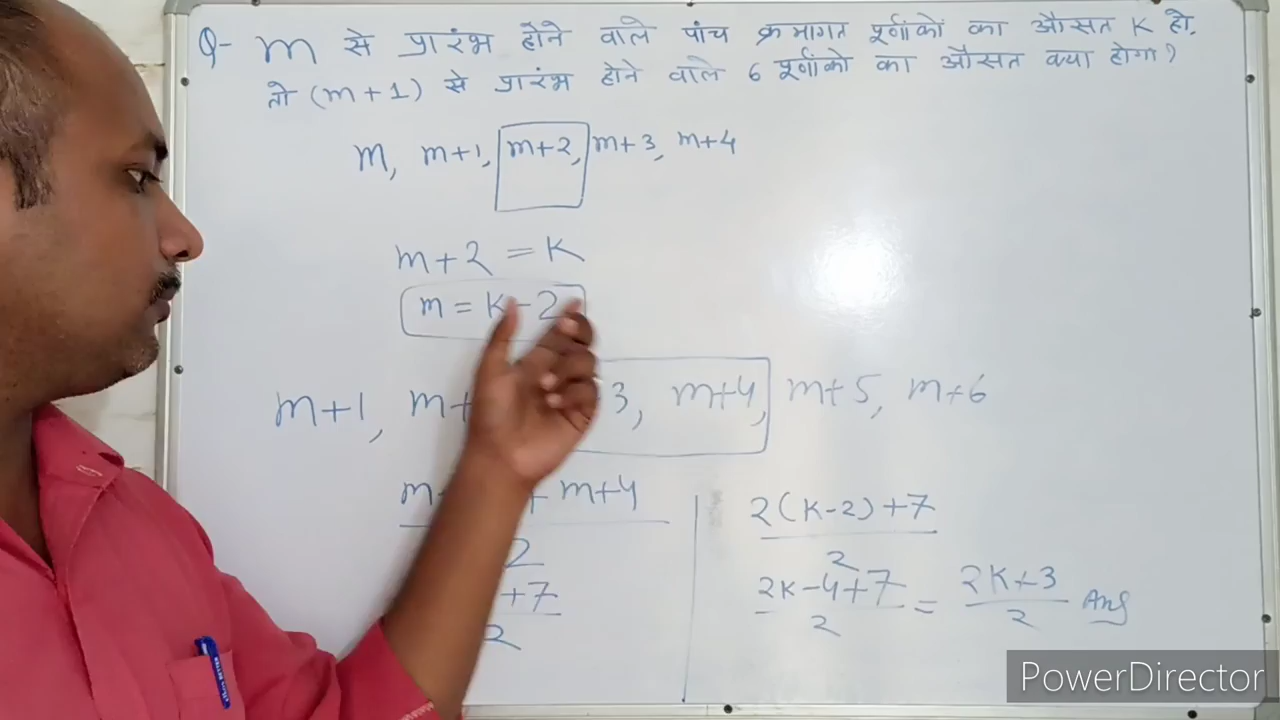 Q- m से प्रारंभ होने वाले पांच क्रमागत पूर्णांकों का औसत K हो.
तो (m+1) से प्रारंभ होने वाले 6 पूर्णांको का औसत क्या होगा?
m, m+1, m+2, m+3, m+4
m+2 = K
m = K-2
m+1, m+ 3, m+4, m+5, m+6
m+ + m+4
2
+7
2
2(K-2)+7
2
2K-4+7 = 2K+3 Ans
2 2
PowerDirector